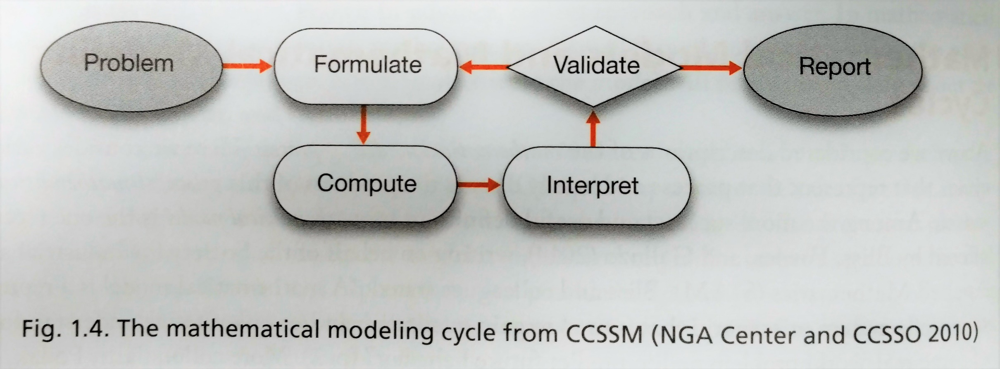 Problem
Formulate
Validate
Report
Compute
Interpret
Fig. 1.4. The mathematical modeling cycle from CCSSM (NGA Center and CCSSO 2010)